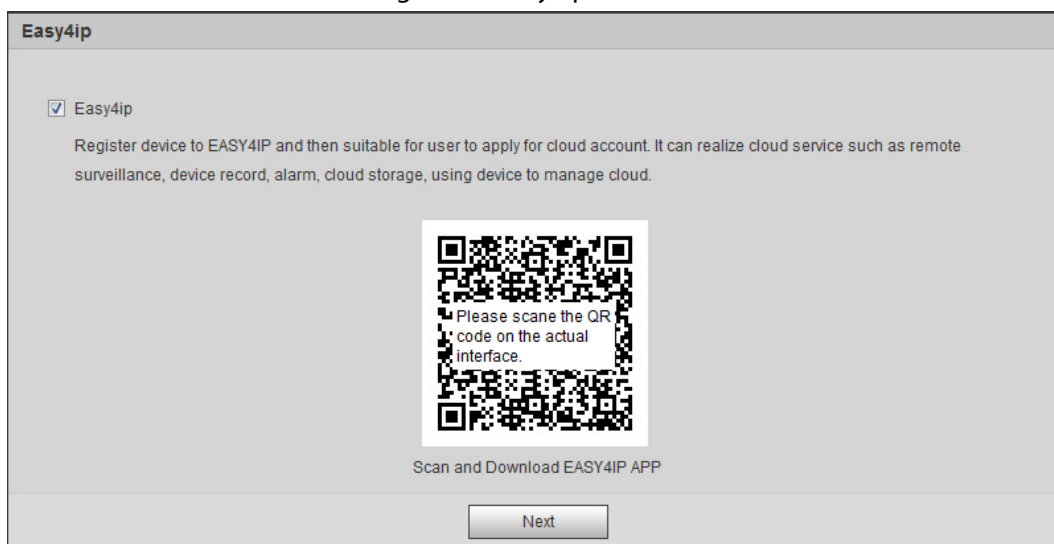 Easy4ip
Easy4ip
Register device to EASY4IP and then suitable for user to apply for cloud account. It can realize cloud service such as remote
surveillance, device record, alarm, cloud storage, using device to manage cloud.
Please scane the QR
code on the actual
interface.
Scan and Download EASY4IP APP
Next